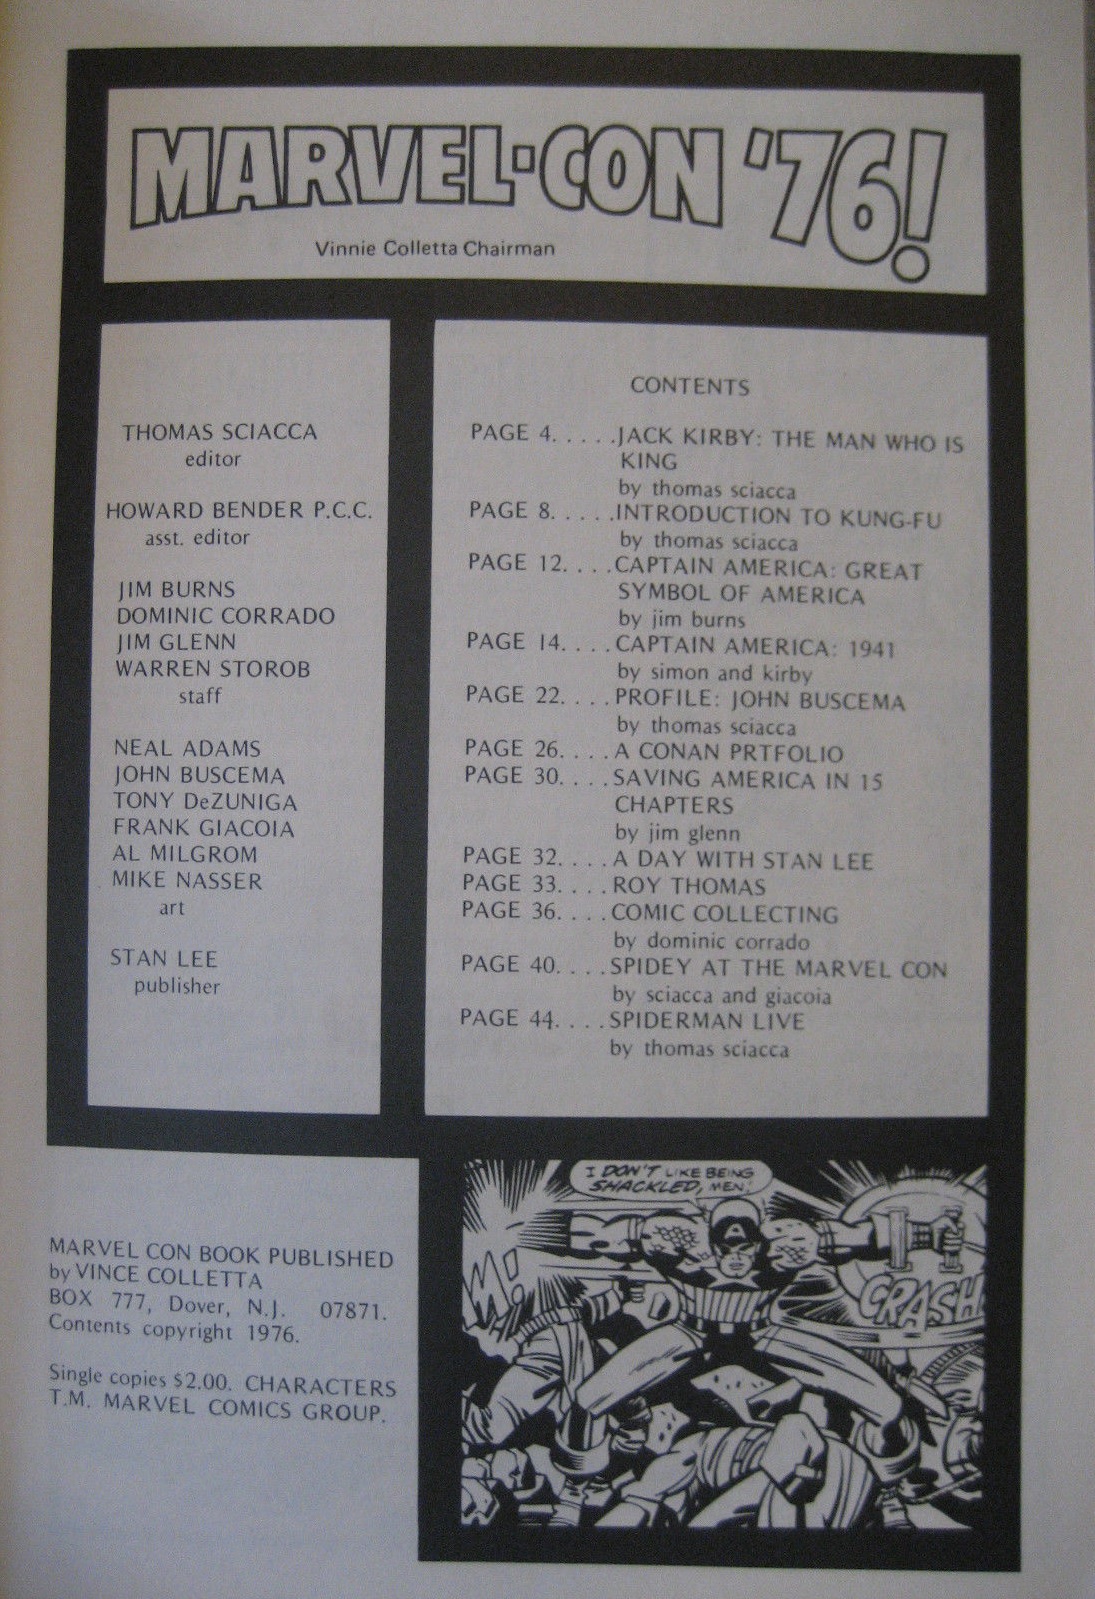 MARVEL-CON '76!
Vinnie Colletta Chairman
THOMAS SCIACCA
editor
HOWARD BENDER P.C.C.
asst. editor
JIM BURNS
DOMINIC CORRADO
JIM GLENN
WARREN STOROB
staff
NEAL ADAMS
JOHN BUSCEMA
TONY DeZUNIGA
FRANK GIACOIA
AL MILGROM
MIKE NASSER
art
STAN LEE
publisher
CONTENTS
PAGE 4. . . . .JACK KIRBY: THE MAN WHO IS
KING
by thomas sciacca
PAGE 8. . . . .INTRODUCTION TO KUNG-FU
by thomas sciacca
PAGE 12. . . .CAPTAIN AMERICA: GREAT
SYMBOL OF AMERICA
by jim burns
PAGE 14. . . .CAPTAIN AMERICA: 1941
by simon and kirby
PAGE 22. . . .PROFILE: JOHN BUSCEMA
by thomas sciacca
PAGE 26. . . .A CONAN PRTFOLIO
PAGE 30. . . .SAVING AMERICA IN 15
CHAPTERS
by jim glenn
PAGE 32. . . .A DAY WITH STAN LEE
PAGE 33. . . .ROY THOMAS
PAGE 36. . . .COMIC COLLECTING
by dominic corrado
PAGE 40. . . .SPIDEY AT THE MARVEL CON
by sciacca and giacoia
PAGE 44. . . .SPIDERMAN LIVE
by thomas sciacca
MARVEL CON BOOK PUBLISHED
by VINCE COLLETTA
BOX 777, Dover, N.J. 07871.
Contents copyright 1976.
Single copies $2.00. CHARACTERS
T.M. MARVEL COMICS GROUP.
I DON'T LIKE BEING
SHACKLED, MEN!
CRASH